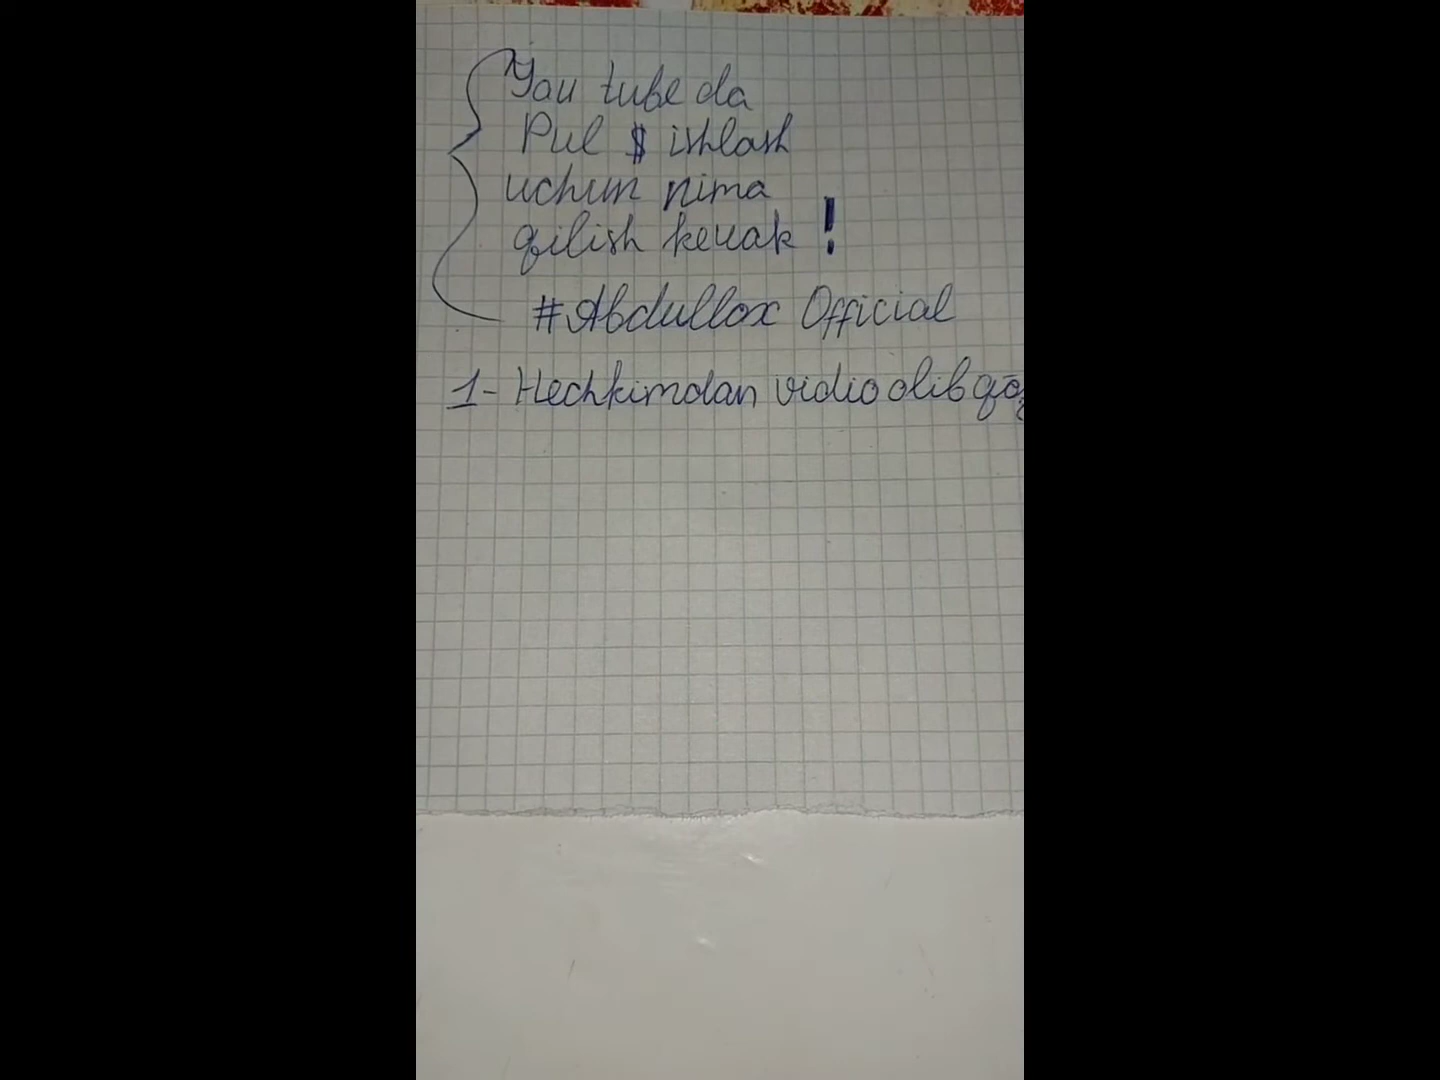 You tube da
Pul $ ishlash
uchun nima
qilish kerak !
#Abdullox Official
1- Hechkimdan vidio olib